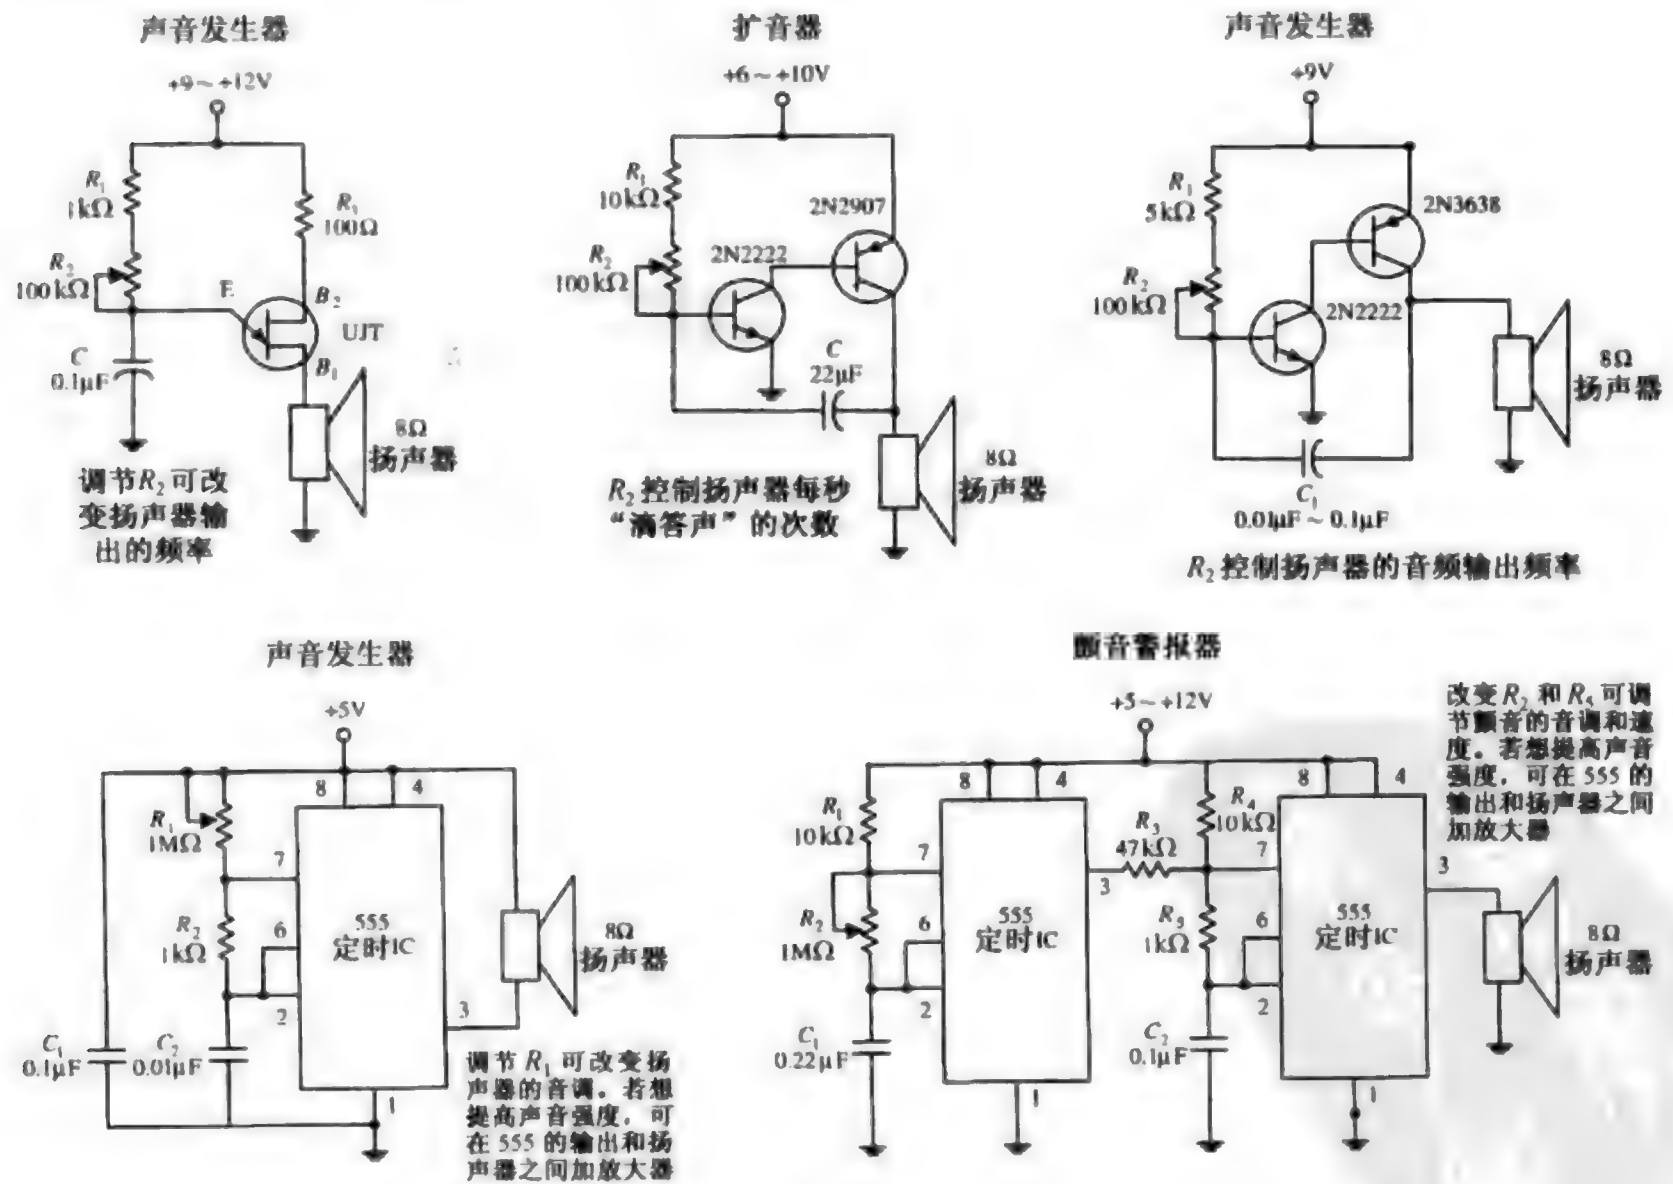 声音发生器
+9～+12V
R₁
1kΩ
R₂
100kΩ
C
0.1μF
R₃
100Ω
E
B₂
UJT
B₁
8Ω
扬声器
调节R₂可改
变扬声器输
出的频率
扩音器
+6～+10V
R₁
10kΩ
R₂
100kΩ
2N2222
2N2907
C
22μF
8Ω
扬声器
R₂控制扬声器每秒
“滴答声”的次数
声音发生器
+9V
R₁
5kΩ
R₂
100kΩ
2N3638
2N2222
8Ω
扬声器
C₁
0.01μF～0.1μF
R₂控制扬声器的音频输出频率
声音发生器
+5V
8
4
R₁
1MΩ
7
R₂
1kΩ
6
555
定时IC
2
3
1
8Ω
扬声器
C₁
0.1μF
C₂
0.01μF
调节R₁可改变扬
声器的音调。若想
提高声音强度，可
在555的输出和扬
声器之间加放大器
颤音警报器
+5～+12V
8
4
R₁
10kΩ
7
R₂
1MΩ
6
555
定时IC
2
3
1
C₁
0.22μF
R₃
47kΩ
R₄
10kΩ
8
4
7
R₅
1kΩ
6
555
定时IC
2
3
1
C₂
0.1μF
8Ω
扬声器
改变R₂和R₅可调
节颤音的音调和速
度。若想提高声音
强度，可在555的
输出和扬声器之间
加放大器